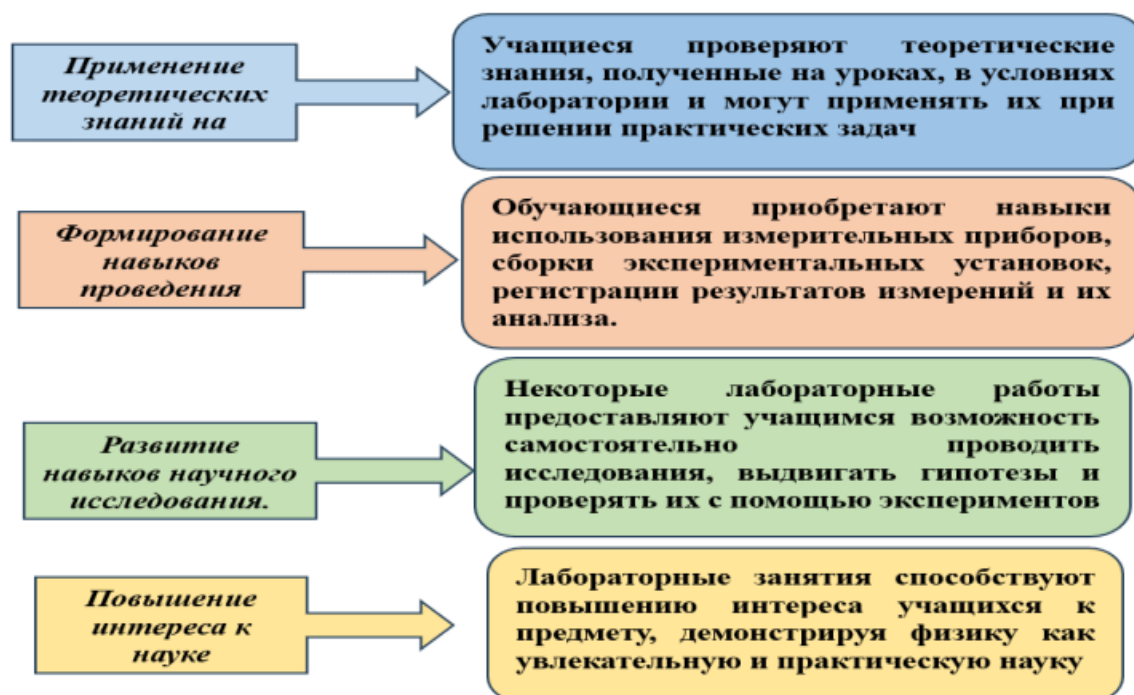 Применение
теоретических
знаний на
Учащиеся проверяют теоретические
знания, полученные на уроках, в условиях
лаборатории и могут применять их при
решении практических задач
Формирование
навыков
проведения
Обучающиеся приобретают навыки
использования измерительных приборов,
сборки экспериментальных установок,
регистрации результатов измерений и их
анализа.
Развитие
навыков научного
исследования.
Некоторые лабораторные работы
предоставляют учащимся возможность
самостоятельно проводить
исследования, выдвигать гипотезы и
проверять их с помощью экспериментов
Повышение
интереса к
науке
Лабораторные занятия способствуют
повышению интереса учащихся к
предмету, демонстрируя физику как
увлекательную и практическую науку